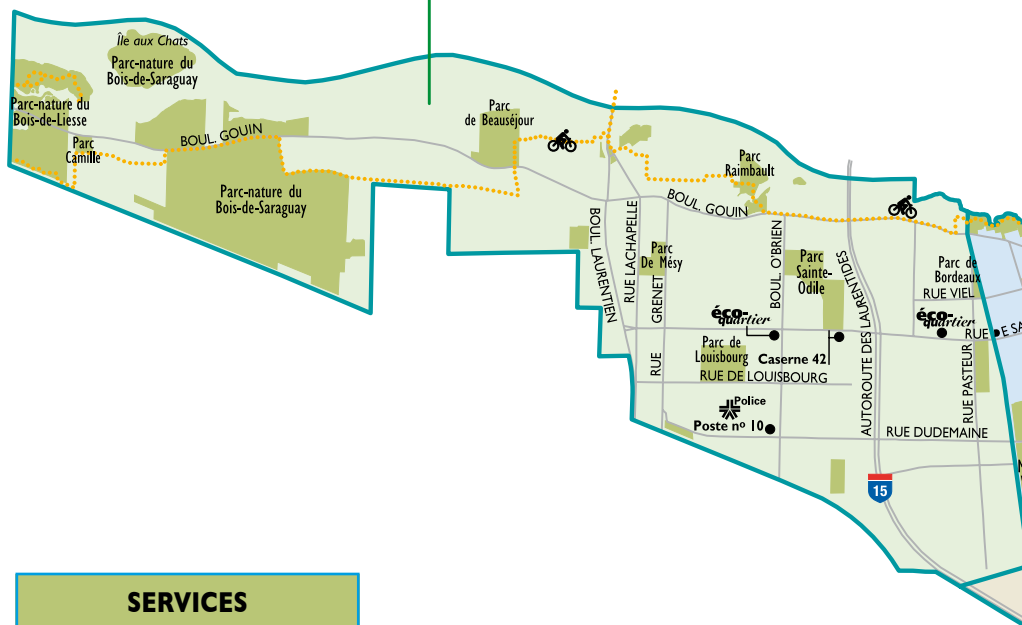 Île aux Chats
Parc-nature du
Bois-de-Saraguay
Parc-nature du
Bois-de-Liesse
Parc
Camille
BOUL. GOUIN
Parc-nature du
Bois-de-Saraguay
Parc
de Beauséjour
Parc
Raimbault
BOUL. GOUIN
BOUL. LAURENTIEN
RUE LACHAPELLE
RUE GRENET
Parc
De Mésy
BOUL. O'BRIEN
Parc
Sainte-
Odile
AUTOROUTE DES LAURENTIDES
Parc de
Bordeaux
RUE VIEL
éco-
quartier
éco-
quartier
RUE
E SA
Parc de
Louisbourg
Caserne 42
RUE DE LOUISBOURG
RUE PASTEUR
Police
Poste nº 10
RUE DUDEMAINE
15
SERVICES